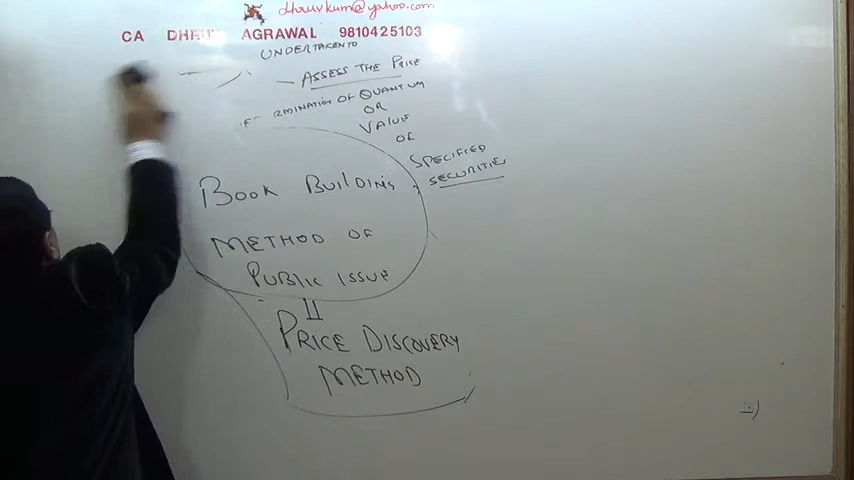 dhruvkum@yahoo.com
CA DHRUV AGRAWAL 9810425103
UNDERTAKEN TO
— ASSESS THE PRICE
RMINATION OF QUANTUM
OR
VALUE
OF
SPECIFIED
SECURITIES
BOOK BUILDING
METHOD OF
PUBLIC ISSUE
||
PRICE DISCOVERY
METHOD